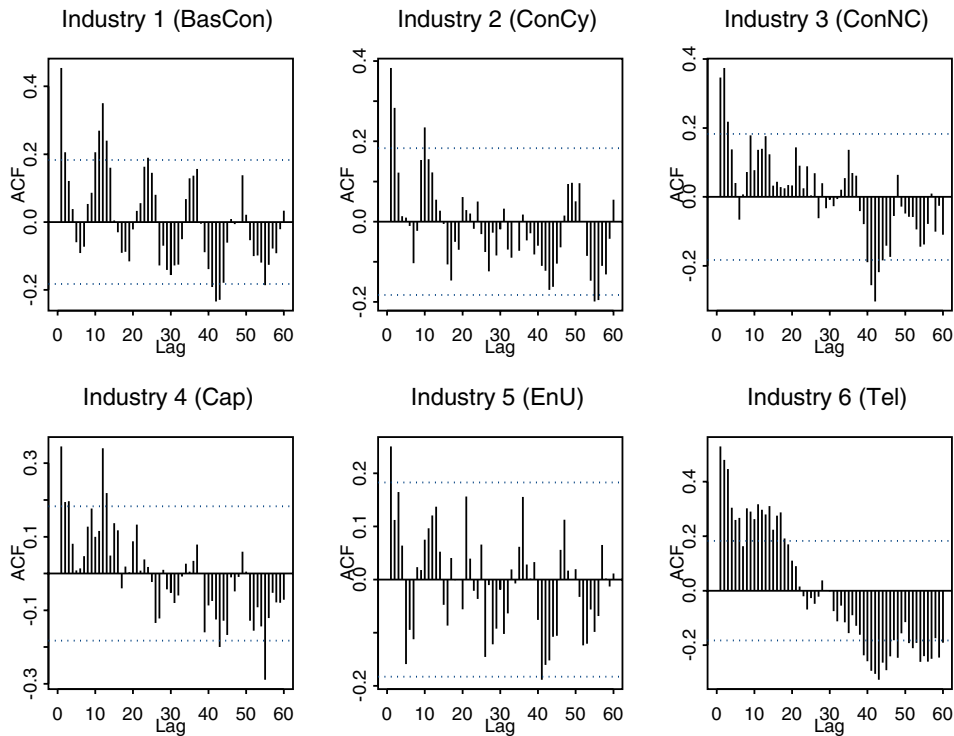 Industry 1 (BasCon)
Industry 2 (ConCy)
Industry 3 (ConNC)
ACF
-0.2 0.0 0.2 0.4
0 10 20 30 40 50 60
Lag
ACF
-0.2 0.0 0.2 0.4
0 10 20 30 40 50 60
Lag
ACF
-0.2 0.0 0.2 0.4
0 10 20 30 40 50 60
Lag
Industry 4 (Cap)
Industry 5 (EnU)
Industry 6 (Tel)
ACF
-0.3 -0.1 0.1 0.3
0 10 20 30 40 50 60
Lag
ACF
-0.2 0.0 0.1 0.2
0 10 20 30 40 50 60
Lag
ACF
-0.2 0.0 0.2 0.4
0 10 20 30 40 50 60
Lag